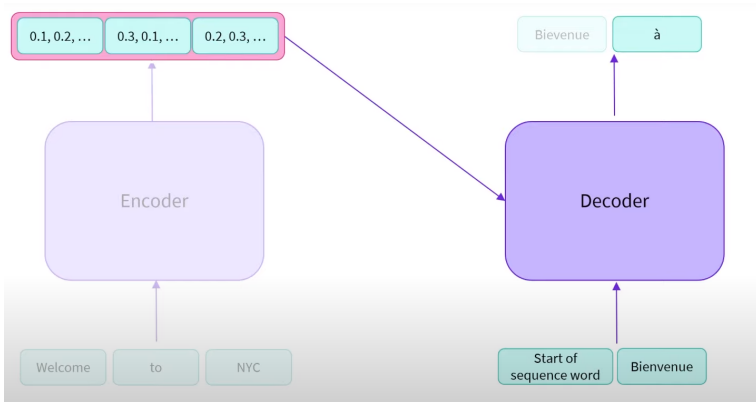 0.1, 0.2, ...
0.3, 0.1, ...
0.2, 0.3, ...
Bievenue
à
Encoder
Decoder
Welcome
to
NYC
Start of
sequence word
Bienvenue